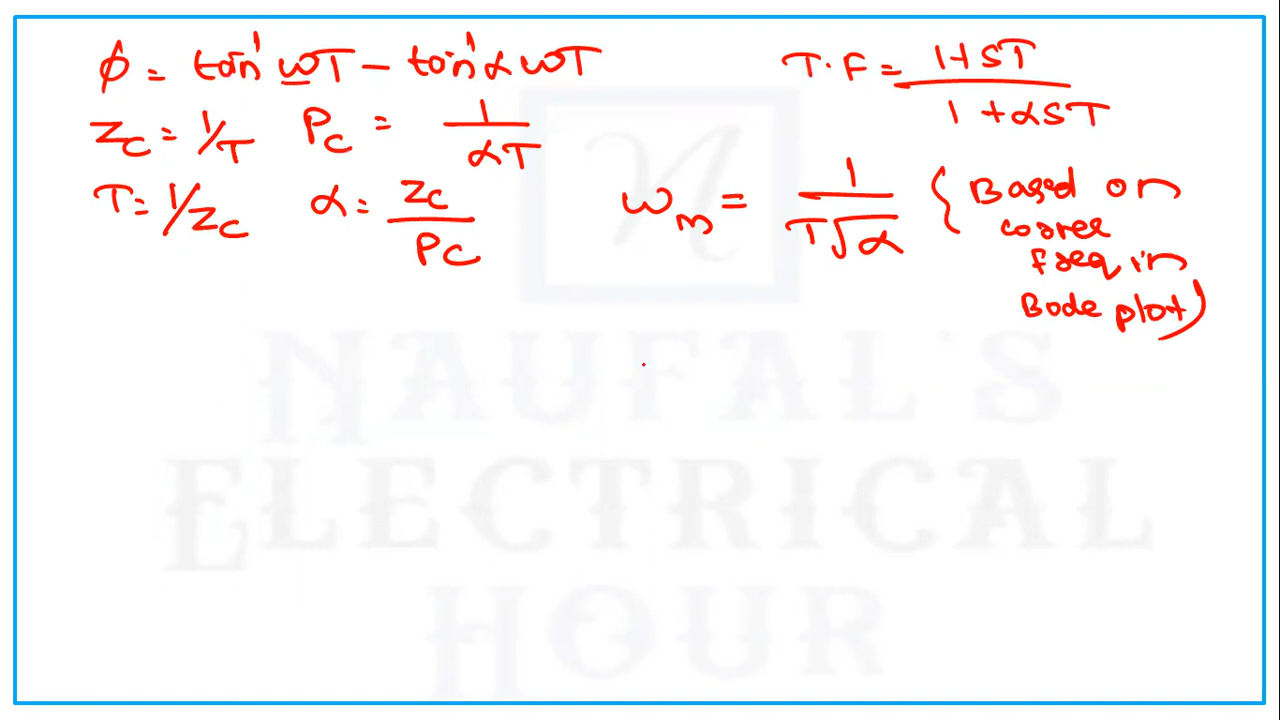 ϕ = tan⁻¹ωT − tan⁻¹αωT
T.F = (1+ST)/(1+αST)
Zc = 1/T Pc = 1/(αT)
T = 1/Zc α = Zc/Pc
ωm = 1/(T√α) { Based on
corner
freq in
Bode plot)
N
NAUFAL'S
ELECTRICAL
HOUR